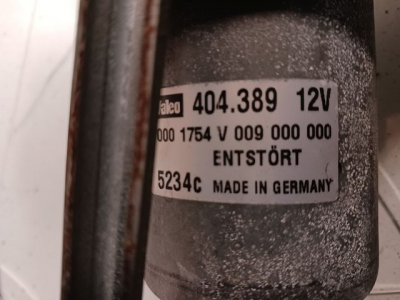 Valeo 404.389 12V
000 1754 V 009 000 000
ENTSTÖRT
5234c MADE IN GERMANY